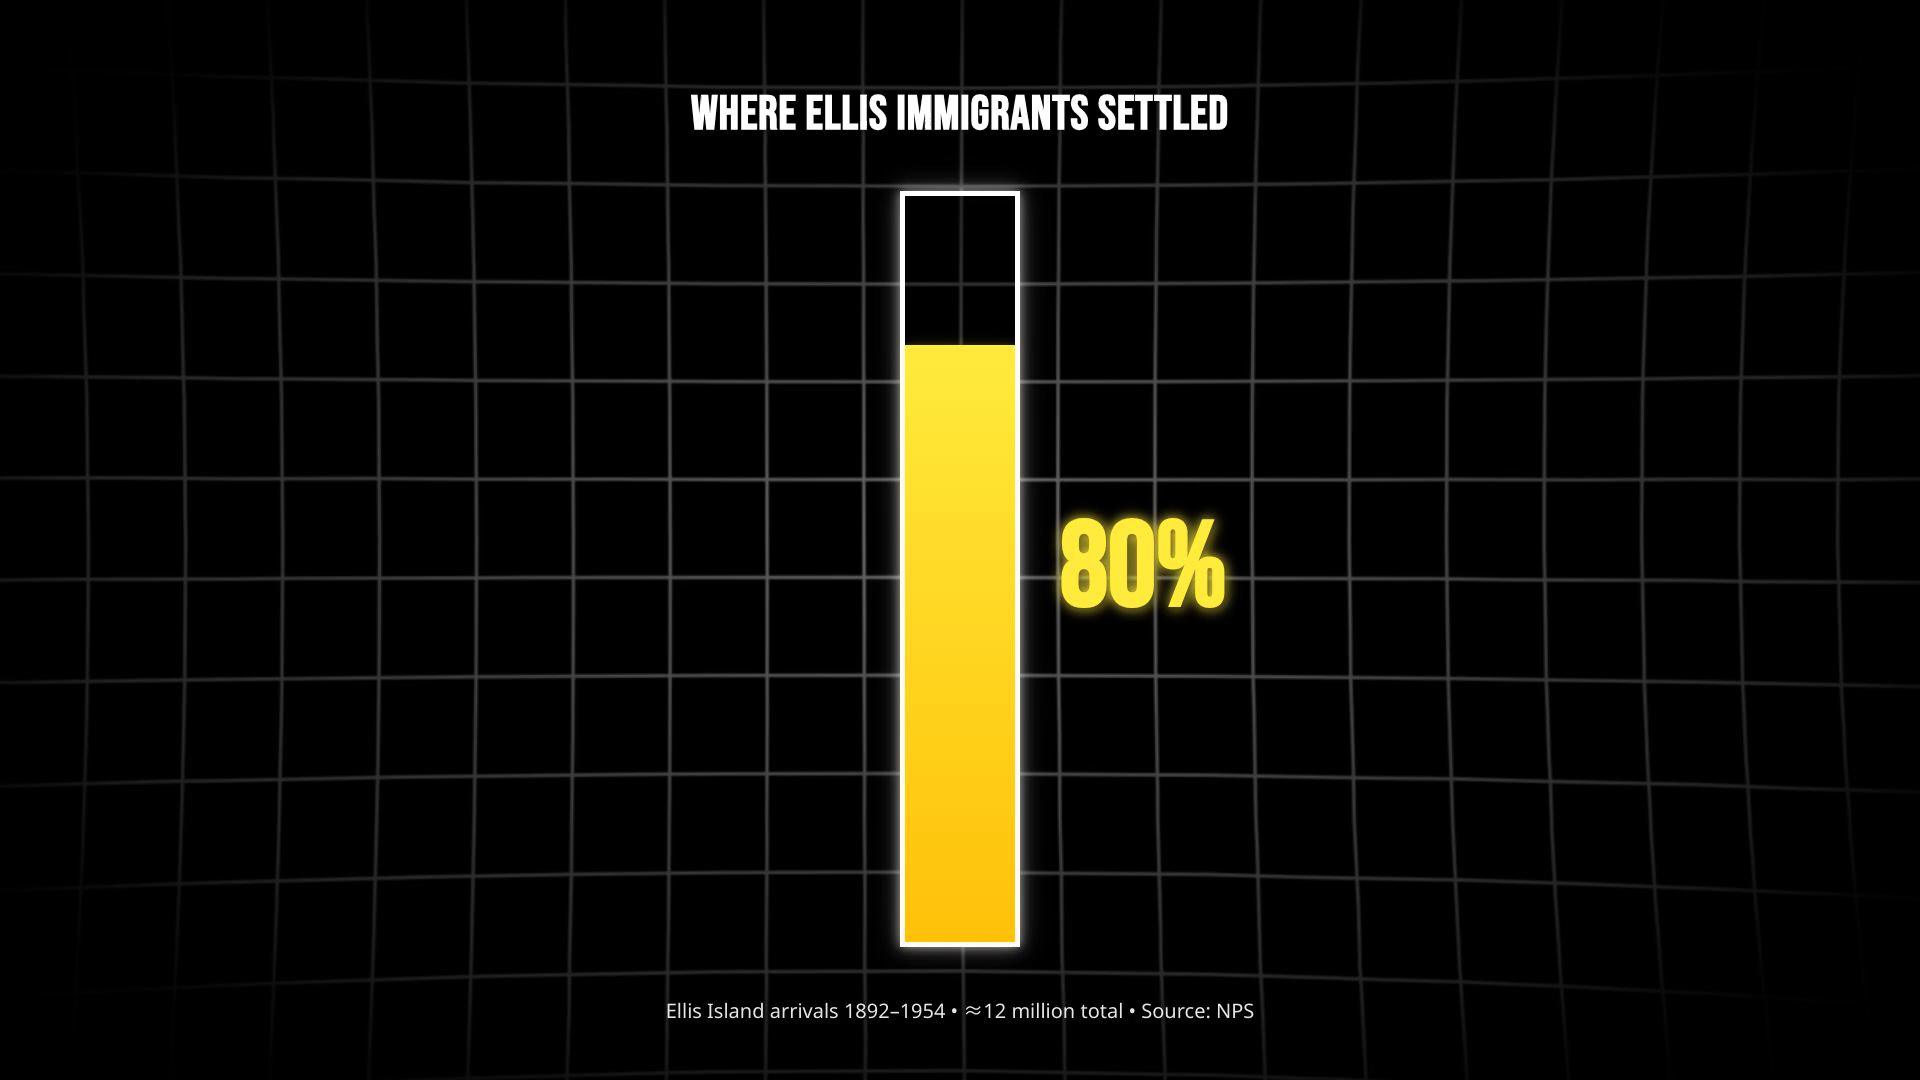 WHERE ELLIS IMMIGRANTS SETTLED
80%
Ellis Island arrivals 1892–1954 • ≈12 million total • Source: NPS